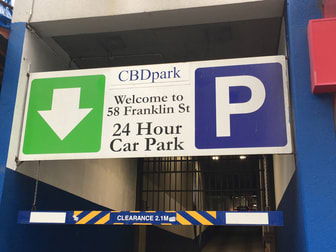 CBDpark
Welcome to
58 Franklin St
24 Hour
Car Park
P
CLEARANCE 2.1M